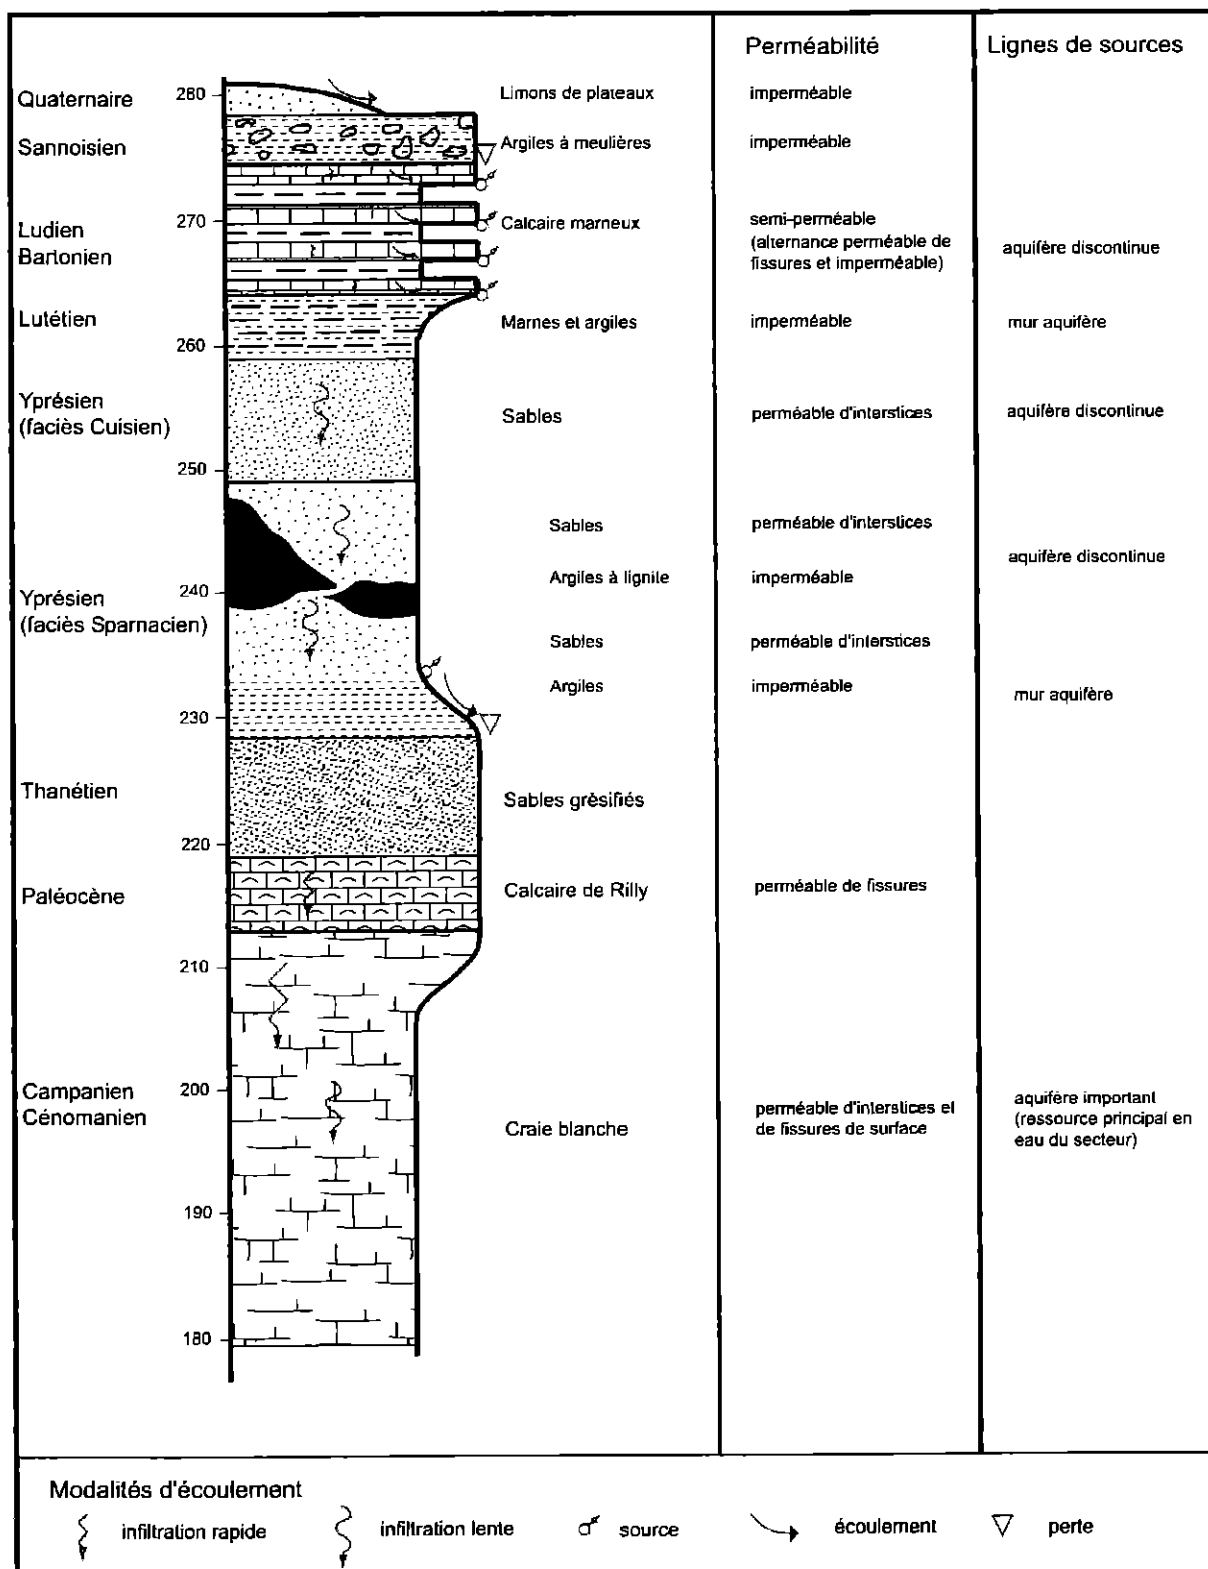 Perméabilité
Lignes de sources
280
Quaternaire
Limons de plateaux
imperméable
Sannoisien
Argiles à meulières
imperméable
270
Ludien
Bartonien
Calcaire marneux
semi-perméable
(alternance perméable de
fissures et imperméable)
aquifère discontinue
Lutétien
Marnes et argiles
imperméable
mur aquifère
260
Yprésien
(faciès Cuisien)
Sables
perméable d'interstices
aquifère discontinue
250
Sables
perméable d'interstices
aquifère discontinue
Argiles à lignite
imperméable
240
Yprésien
(faciès Sparnacien)
Sables
perméable d'interstices
Argiles
imperméable
mur aquifère
230
Thanétien
Sables grèsifiés
220
Paléocène
Calcaire de Rilly
perméable de fissures
210
200
Campanien
Cénomanien
Craie blanche
perméable d'interstices et
de fissures de surface
aquifère important
(ressource principal en
eau du secteur)
190
180
Modalités d'écoulement
infiltration rapide
infiltration lente
source
écoulement
perte